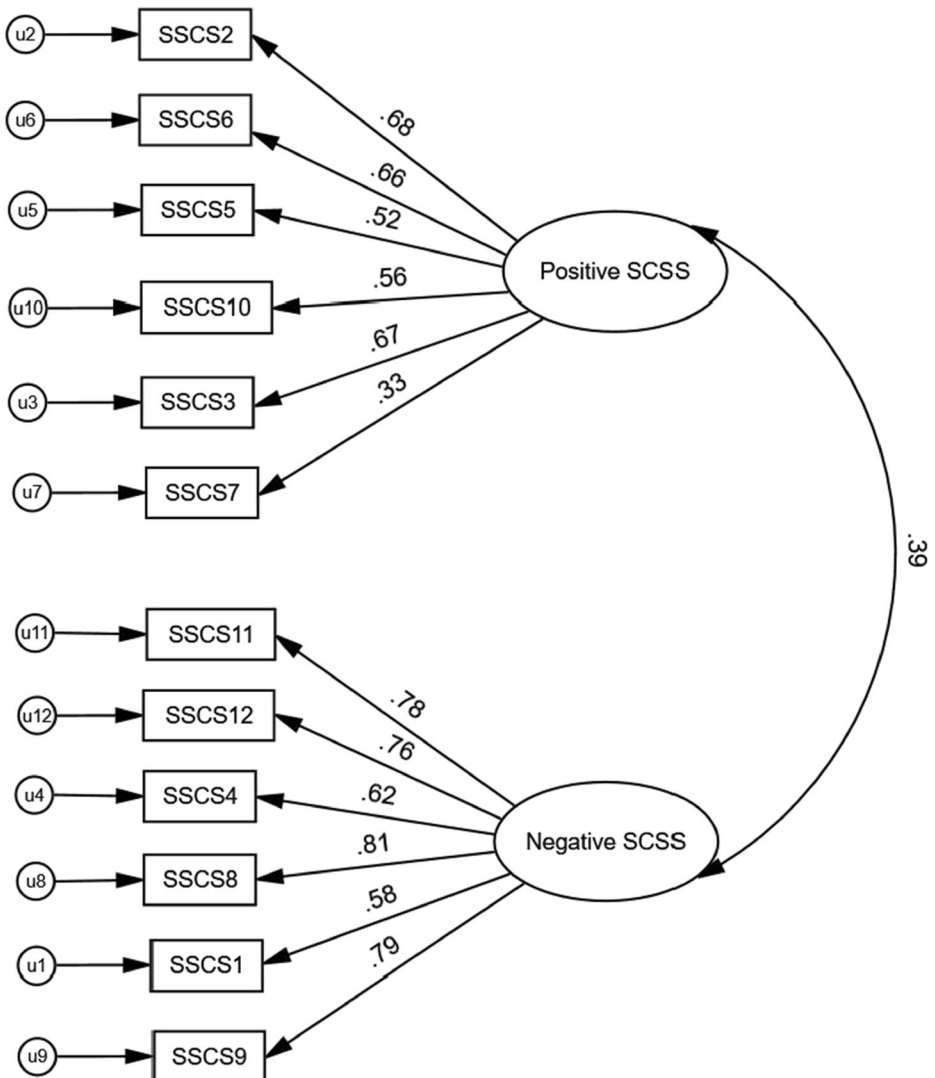 u2
SSCS2
.68
u6
SSCS6
.66
u5
SSCS5
.52
Positive SCSS
u10
SSCS10
.56
u3
SSCS3
.67
u7
SSCS7
.33
.39
u11
SSCS11
.78
u12
SSCS12
.76
u4
SSCS4
.62
Negative SCSS
u8
SSCS8
.81
u1
SSCS1
.58
u9
SSCS9
.79